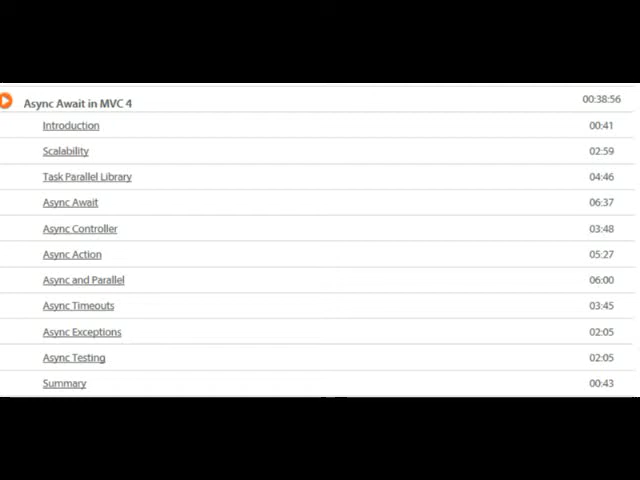 Async Await in MVC 4 00:38:56
Introduction 00:41
Scalability 02:59
Task Parallel Library 04:46
Async Await 06:37
Async Controller 03:48
Async Action 05:27
Async and Parallel 06:00
Async Timeouts 03:45
Async Exceptions 02:05
Async Testing 02:05
Summary 00:43